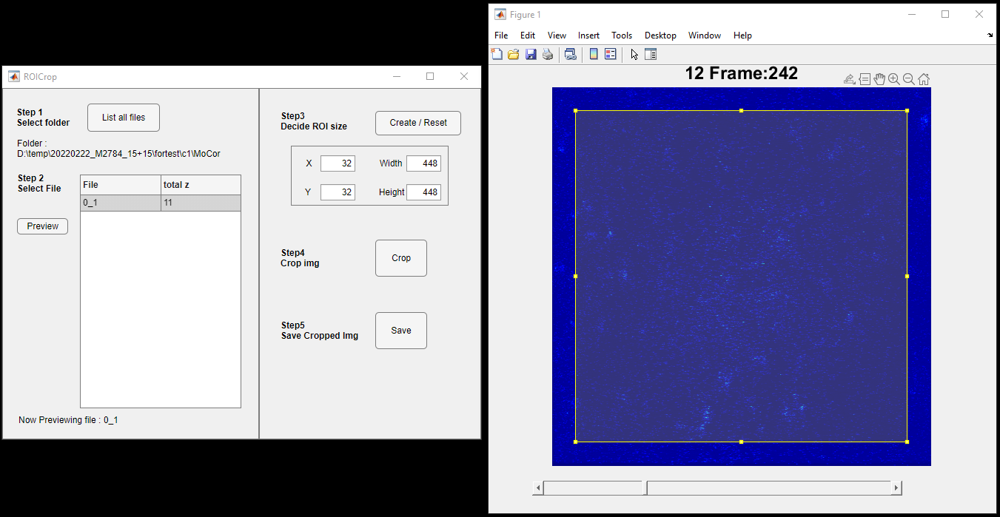 ROICrop
Step 1
Select folder
List all files
Folder :
D:\temp\20220222_M2784_15+15\fortest\c1\MoCor
Step 2
Select File
File total z
0_1 11
Preview
Now Previewing file : 0_1
Step3
Decide ROI size
Create / Reset
X 32 Width 448
Y 32 Height 448
Step4
Crop img
Crop
Step5
Save Cropped Img
Save
Figure 1
File Edit View Insert Tools Desktop Window Help
12 Frame:242